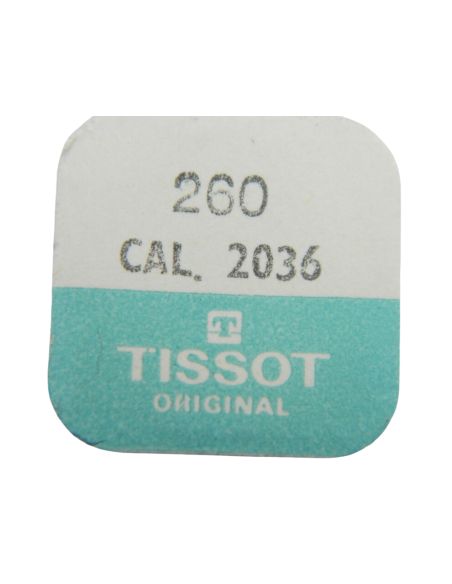 260
CAL. 2036
TISSOT
ORIGINAL